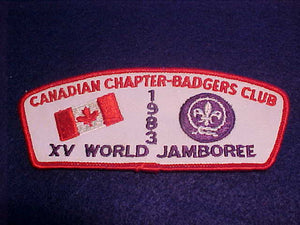 CANADIAN CHAPTER-BADGERS CLUB
1983
XV WORLD JAMBOREE